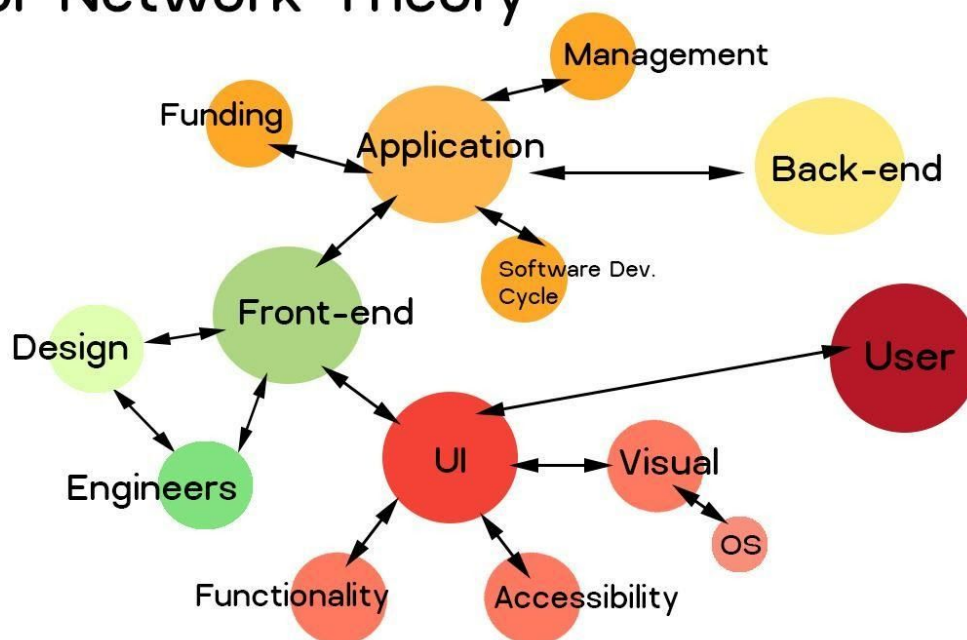 Network Theory
Management
Funding
Application
Back-end
Software Dev.
Cycle
Front-end
Design
User
UI
Visual
Engineers
OS
Functionality
Accessibility